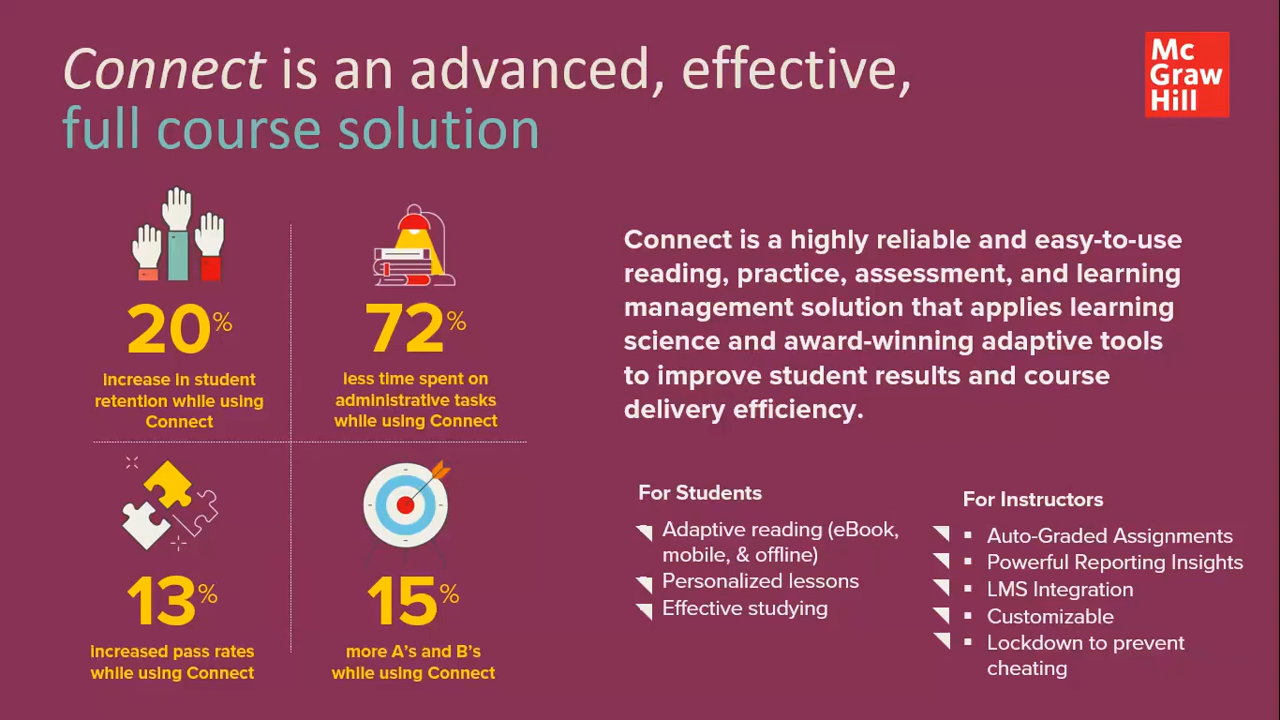 Connect is an advanced, effective,
full course solution
Mc
Graw
Hill
20%
increase in student
retention while using
Connect
72%
less time spent on
administrative tasks
while using Connect
13%
increased pass rates
while using Connect
15%
more A's and B's
while using Connect
Connect is a highly reliable and easy-to-use
reading, practice, assessment, and learning
management solution that applies learning
science and award-winning adaptive tools
to improve student results and course
delivery efficiency.
For Students
Adaptive reading (eBook,
mobile, & offline)
Personalized lessons
Effective studying
For Instructors
▪ Auto-Graded Assignments
▪ Powerful Reporting Insights
▪ LMS Integration
▪ Customizable
▪ Lockdown to prevent
cheating